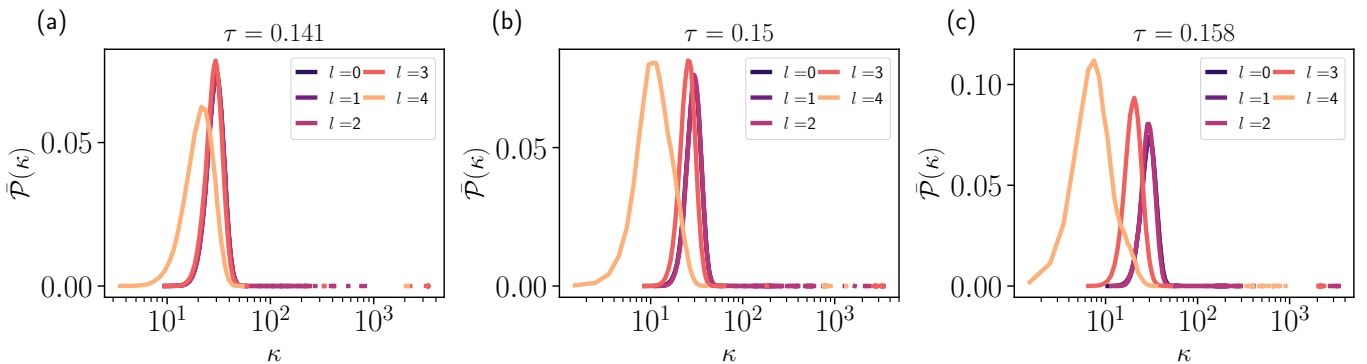 (a)
τ = 0.141
l =0 l =3
l =1 l =4
l =2
0.05
0.00
P̄(κ)
10¹ 10² 10³
κ
(b)
τ = 0.15
l =0 l =3
l =1 l =4
l =2
0.05
0.00
P̄(κ)
10¹ 10² 10³
κ
(c)
τ = 0.158
l =0 l =3
l =1 l =4
l =2
0.10
0.05
0.00
P̄(κ)
10¹ 10² 10³
κ